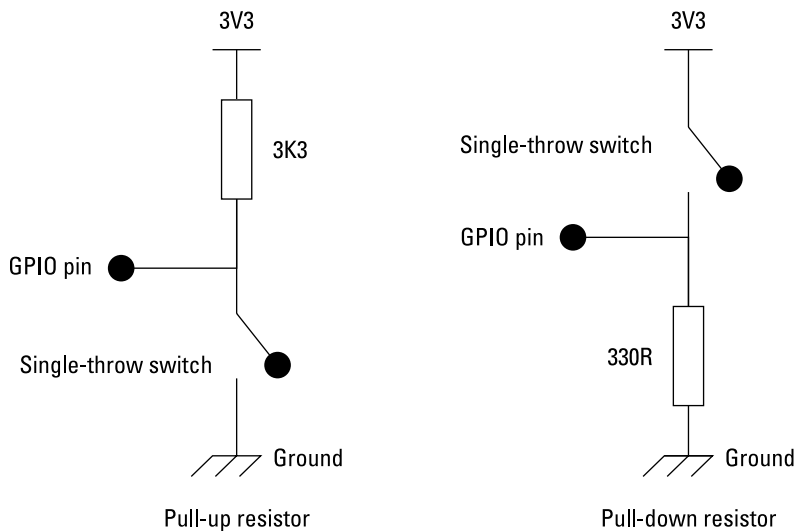 3V3
3K3
GPIO pin
Single-throw switch
Ground
Pull-up resistor
3V3
Single-throw switch
GPIO pin
330R
Ground
Pull-down resistor